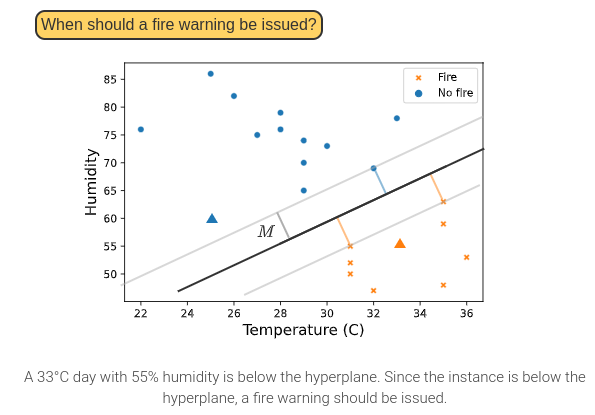 When should a fire warning be issued?
Fire
No fire
85
80
75
70
65
60
55
50
Humidity
M
22 24 26 28 30 32 34 36
Temperature (C)
A 33°C day with 55% humidity is below the hyperplane. Since the instance is below the
hyperplane, a fire warning should be issued.